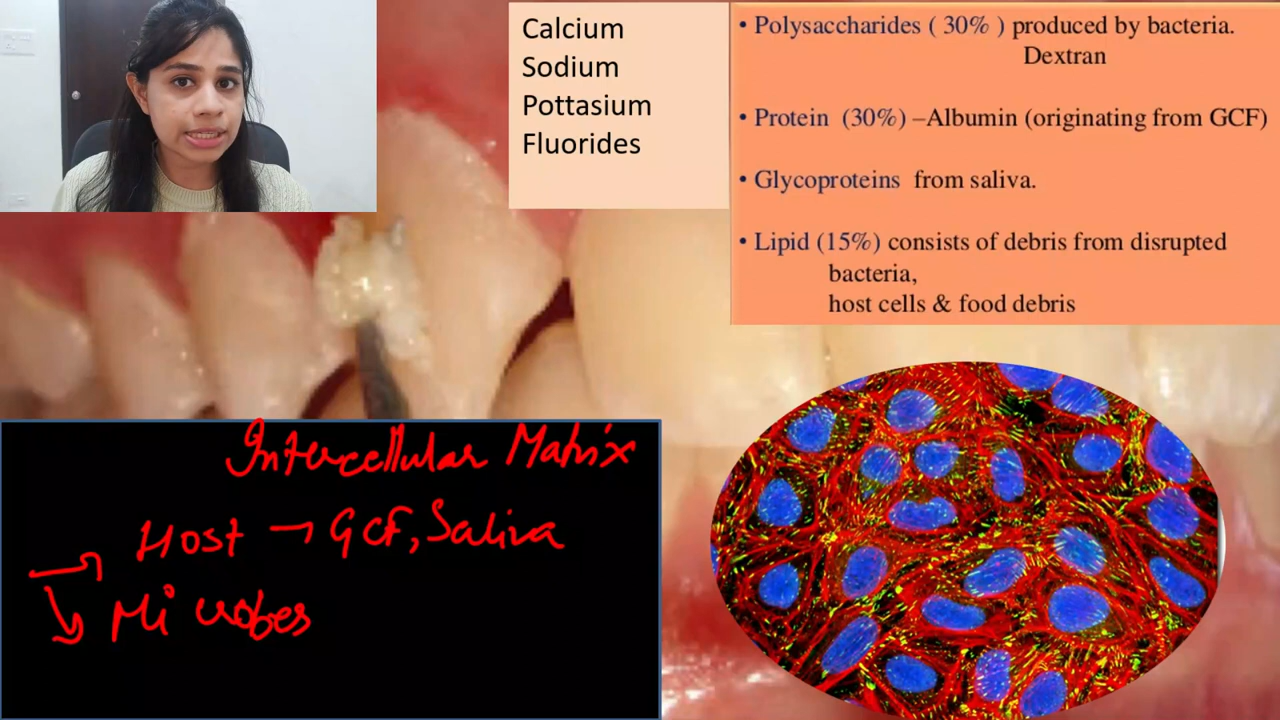 Calcium
Sodium
Pottasium
Fluorides
• Polysaccharides ( 30% ) produced by bacteria.
Dextran
• Protein (30%) –Albumin (originating from GCF)
• Glycoproteins from saliva.
• Lipid (15%) consists of debris from disrupted
bacteria,
host cells & food debris
Intercellular Matrix
Host → GCF, Saliva
Microbes